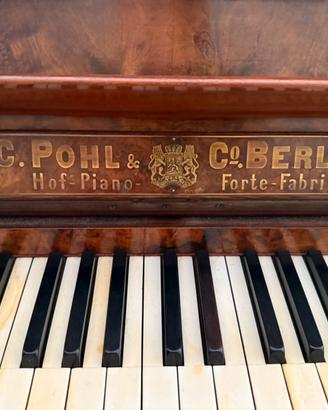 C. POHL & Co. BERL
Hof-Piano- Forte-Fabri